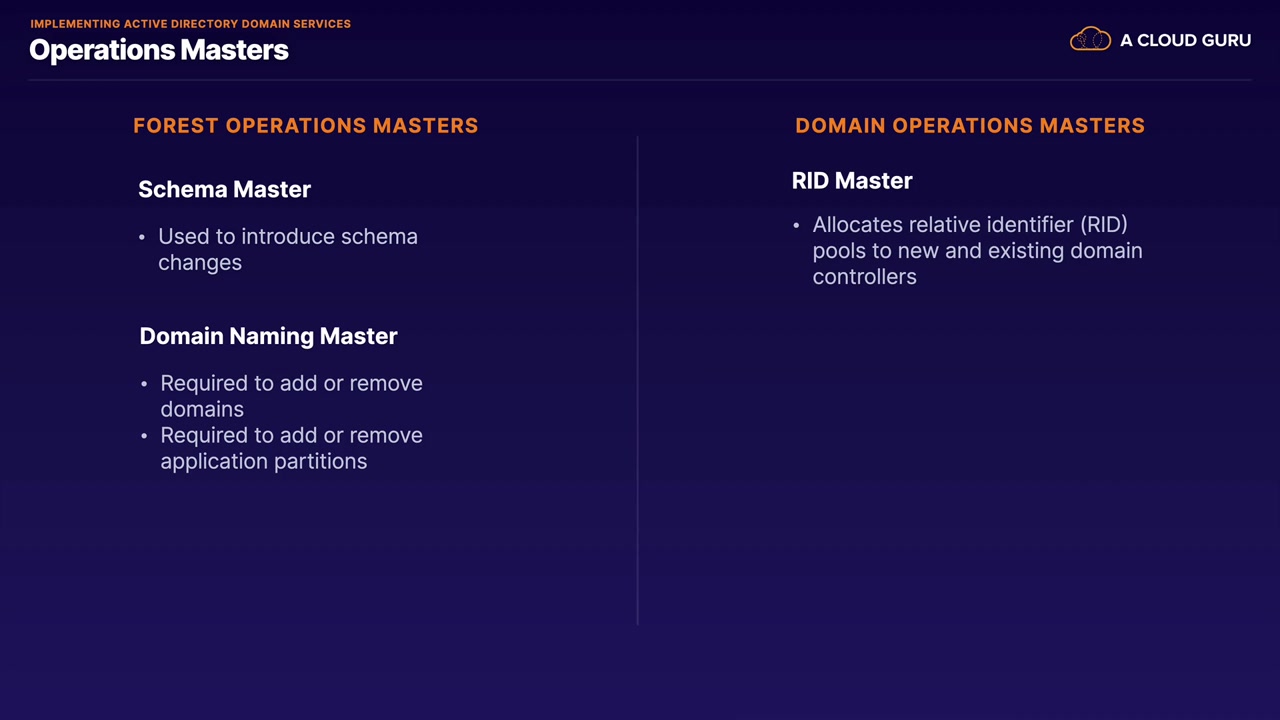 IMPLEMENTING ACTIVE DIRECTORY DOMAIN SERVICES
Operations Masters
A CLOUD GURU
FOREST OPERATIONS MASTERS
Schema Master
• Used to introduce schema
changes
Domain Naming Master
• Required to add or remove
domains
• Required to add or remove
application partitions
DOMAIN OPERATIONS MASTERS
RID Master
• Allocates relative identifier (RID)
pools to new and existing domain
controllers